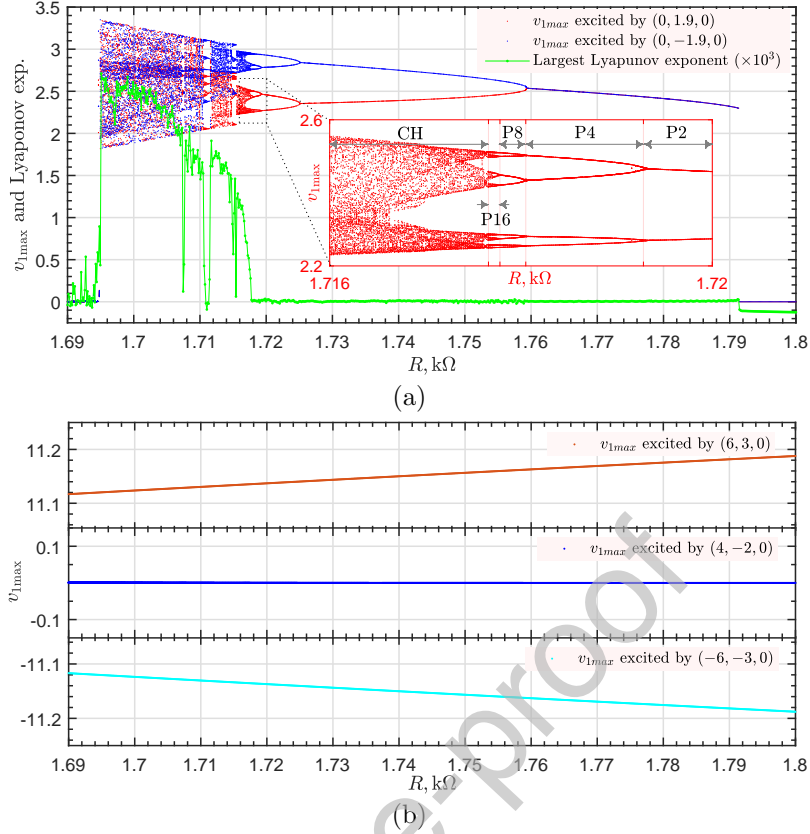 3.5
3
2.5
2
1.5
1
0.5
0
v1max and Lyaponov exp.
v1max excited by (0, 1.9, 0)
v1max excited by (0, −1.9, 0)
Largest Lyapunov exponent (×10³)
2.6
CH P8 P4 P2
v1max
P16
2.2
R, kΩ
1.716 1.72
1.69 1.7 1.71 1.72 1.73 1.74 1.75 1.76 1.77 1.78 1.79 1.8
R, kΩ
(a)
11.2
v1max excited by (6, 3, 0)
11.1
0.1
v1max excited by (4, −2, 0)
v1max
-0.1
-11.1
v1max excited by (−6, −3, 0)
-11.2
1.69 1.7 1.71 1.72 1.73 1.74 1.75 1.76 1.77 1.78 1.79 1.8
R, kΩ
(b)
e-proof